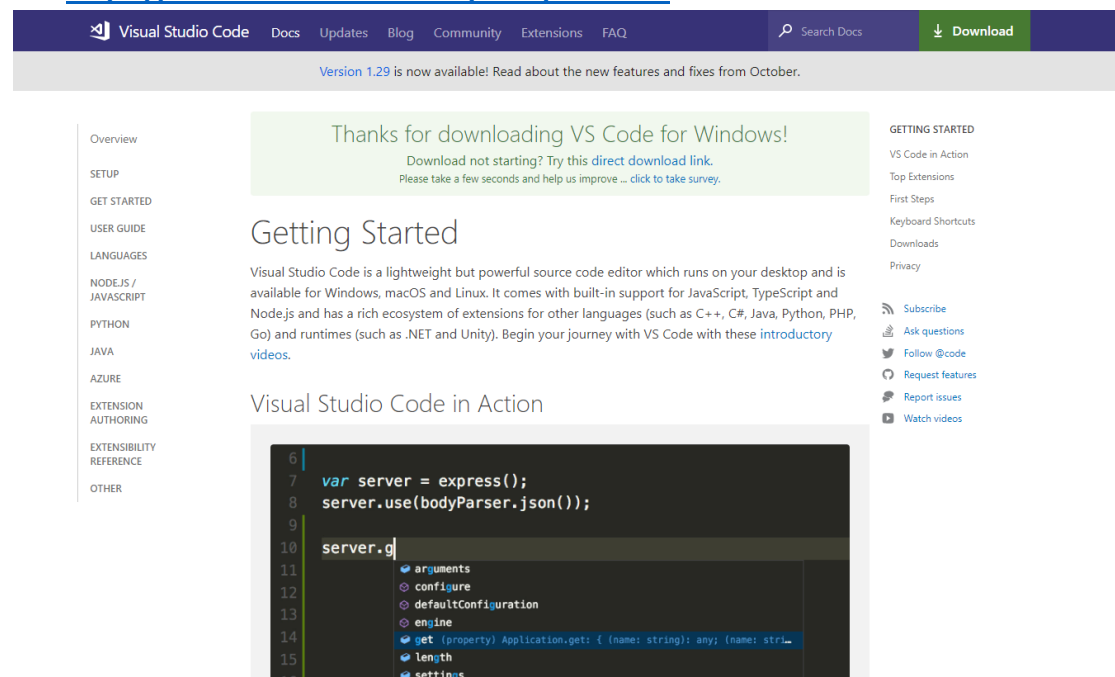 Visual Studio Code Docs Updates Blog Community Extensions FAQ Search Docs Download
Version 1.29 is now available! Read about the new features and fixes from October.
Overview
SETUP
GET STARTED
USER GUIDE
LANGUAGES
NODE.JS /
JAVASCRIPT
PYTHON
JAVA
AZURE
EXTENSION
AUTHORING
EXTENSIBILITY
REFERENCE
OTHER
Thanks for downloading VS Code for Windows!
Download not starting? Try this direct download link.
Please take a few seconds and help us improve ... click to take survey.
Getting Started
Visual Studio Code is a lightweight but powerful source code editor which runs on your desktop and is
available for Windows, macOS and Linux. It comes with built-in support for JavaScript, TypeScript and
Node.js and has a rich ecosystem of extensions for other languages (such as C++, C#, Java, Python, PHP,
Go) and runtimes (such as .NET and Unity). Begin your journey with VS Code with these introductory
videos.
Visual Studio Code in Action
6
7 var server = express();
8 server.use(bodyParser.json());
9
10 server.g
11 arguments
12 configure
defaultConfiguration
13 engine
14 get (property) Application.get: { (name: string): any; (name: stri…
15 length
settings
GETTING STARTED
VS Code in Action
Top Extensions
First Steps
Keyboard Shortcuts
Downloads
Privacy
Subscribe
Ask questions
Follow @code
Request features
Report issues
Watch videos